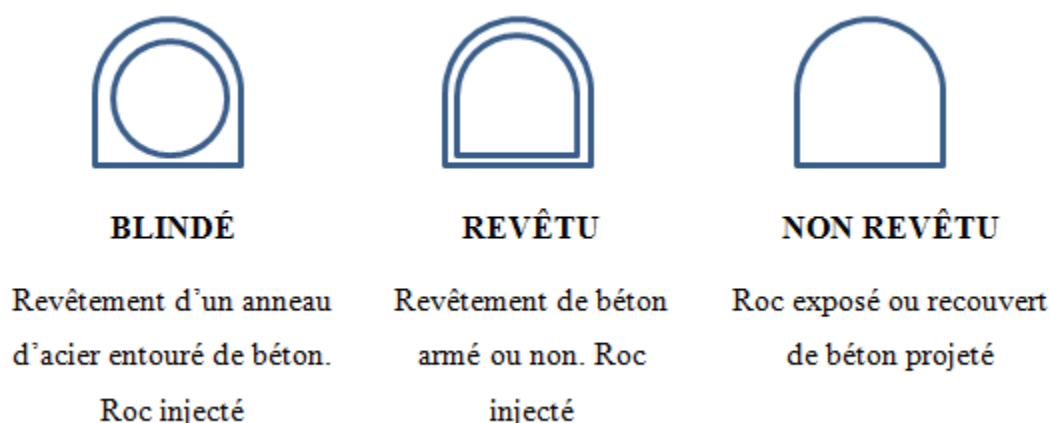 BLINDÉ
Revêtement d’un anneau
d’acier entouré de béton.
Roc injecté
REVÊTU
Revêtement de béton
armé ou non. Roc
injecté
NON REVÊTU
Roc exposé ou recouvert
de béton projeté